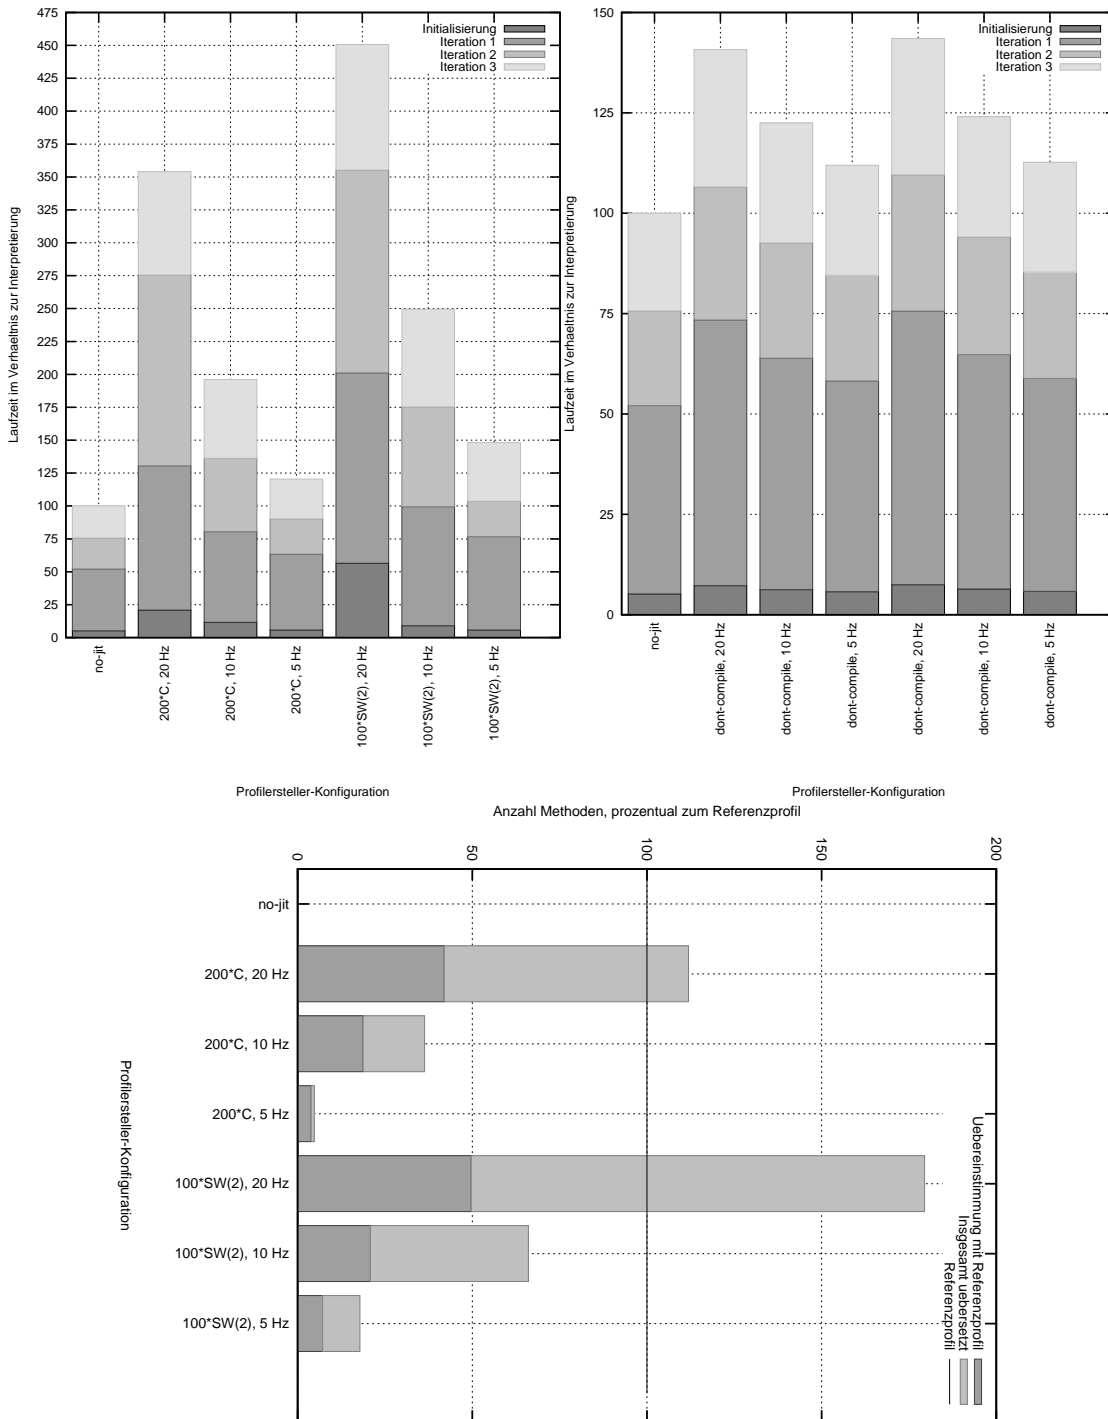 475
450
425
400
375
350
325
300
275
250
225
200
175
150
125
100
75
50
25
0
Laufzeit im Verhaeltnis zur Interpretierung
Initialisierung
Iteration 1
Iteration 2
Iteration 3
no-jit
200*C, 20 Hz
200*C, 10 Hz
200*C, 5 Hz
100*SW(2), 20 Hz
100*SW(2), 10 Hz
100*SW(2), 5 Hz
Profilersteller-Konfiguration
150
125
100
75
50
25
0
Laufzeit im Verhaeltnis zur Interpretierung
Initialisierung
Iteration 1
Iteration 2
Iteration 3
no-jit
dont-compile, 20 Hz
dont-compile, 10 Hz
dont-compile, 5 Hz
dont-compile, 20 Hz
dont-compile, 10 Hz
dont-compile, 5 Hz
Profilersteller-Konfiguration
Anzahl Methoden, prozentual zum Referenzprofil
0
50
100
150
200
no-jit
200*C, 20 Hz
200*C, 10 Hz
200*C, 5 Hz
100*SW(2), 20 Hz
100*SW(2), 10 Hz
100*SW(2), 5 Hz
Profilersteller-Konfiguration
Uebereinstimmung mit Referenzprofil
Insgesamt uebersetzt
Referenzprofil